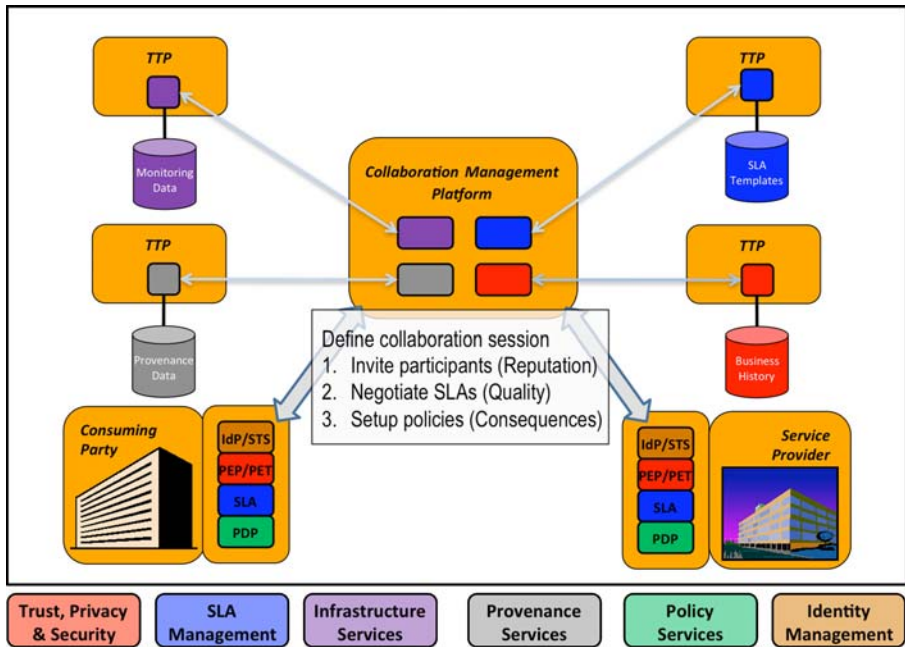 TTP
TTP
Monitoring
Data
SLA
Templates
Collaboration Management
Platform
TTP
TTP
Provenance
Data
Business
History
Define collaboration session
1. Invite participants (Reputation)
2. Negotiate SLAs (Quality)
3. Setup policies (Consequences)
Consuming
Party
IdP/STS
PEP/PET
SLA
PDP
IdP/STS
PEP/PET
SLA
PDP
Service
Provider
Trust, Privacy
& Security
SLA
Management
Infrastructure
Services
Provenance
Services
Policy
Services
Identity
Management